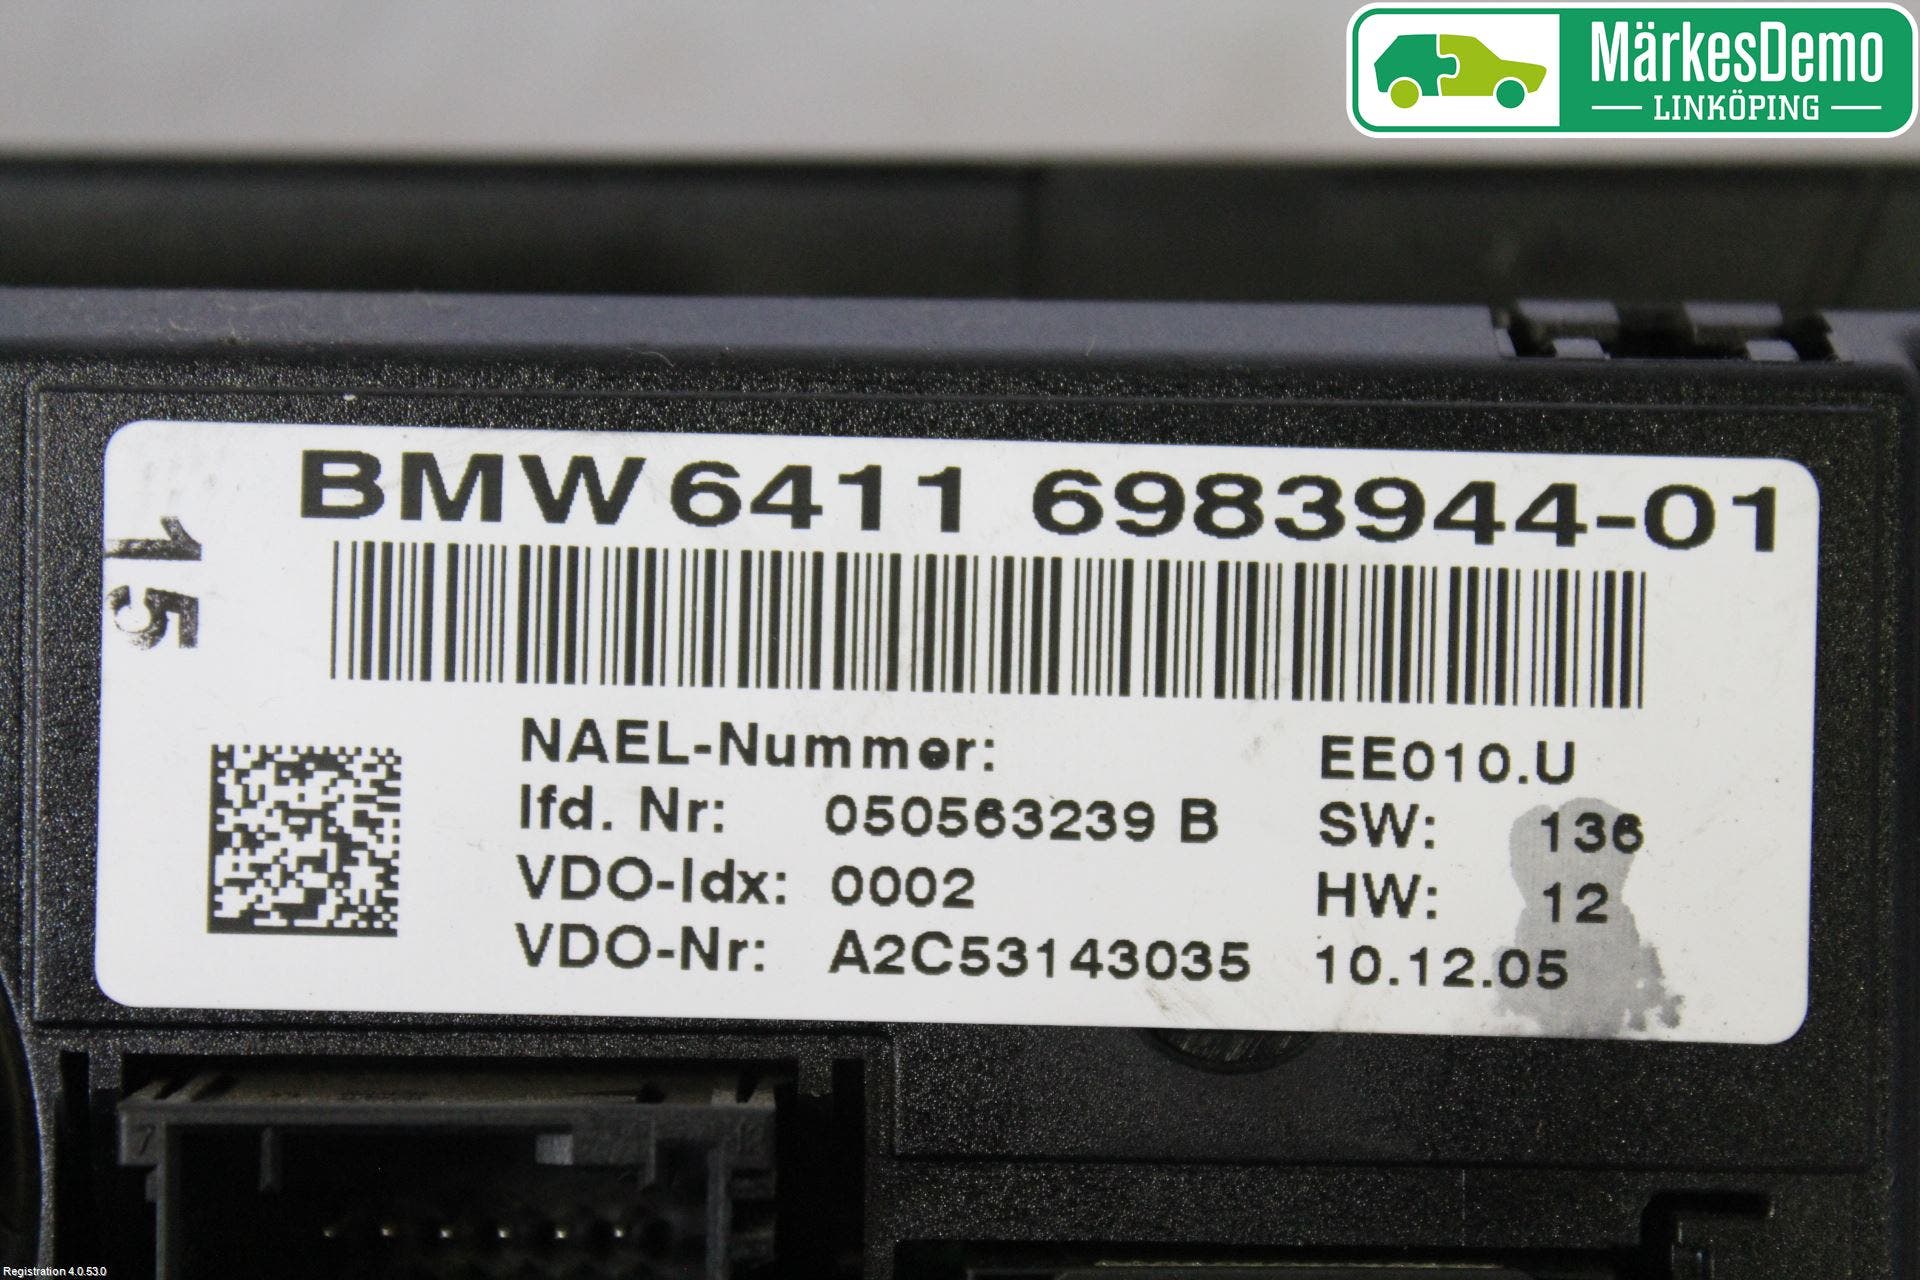 MärkesDemo
LINKÖPING
BMW 6411 6983944-01
15
NAEL-Nummer: EE010.U
lfd. Nr: 050563239 B SW: 136
VDO-Idx: 0002 HW: 12
VDO-Nr: A2C53143035 10.12.05
7
Registration 4.0.53.0